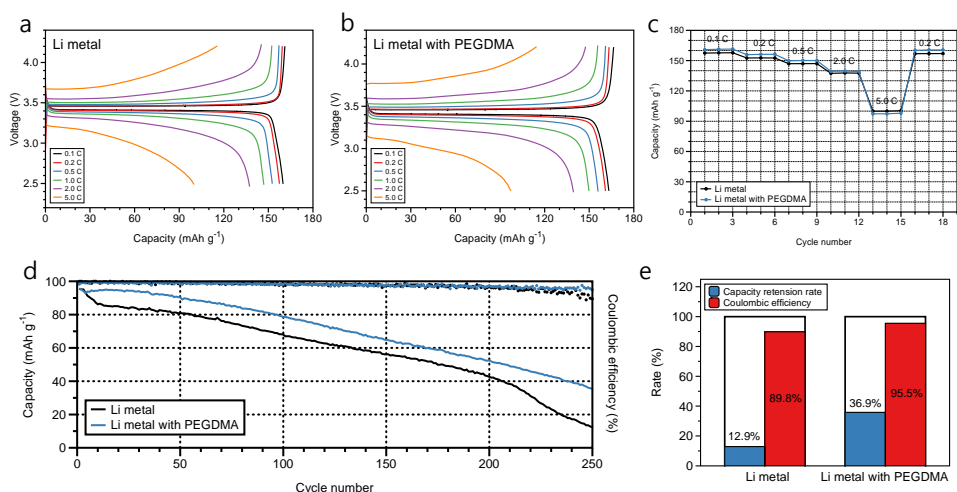 a
Li metal
Voltage (V)
4.0
3.5
3.0
2.5
0.1 C
0.2 C
0.5 C
1.0 C
2.0 C
5.0 C
0 30 60 90 120 150 180
Capacity (mAh g-1)
b
Li metal with PEGDMA
Voltage (V)
4.0
3.5
3.0
2.5
0.1 C
0.2 C
0.5 C
1.0 C
2.0 C
5.0 C
0 30 60 90 120 150 180
Capacity (mAh g-1)
c
Capacity (mAh g-1)
180
150
120
90
60
30
0
0.1 C
0.2 C
0.5 C
2.0 C
5.0 C
0.2 C
Li metal
Li metal with PEGDMA
0 3 6 9 12 15 18
Cycle number
d
Capacity (mAh g-1)
100
80
60
40
20
0
Li metal
Li metal with PEGDMA
0 50 100 150 200 250
Cycle number
Coulombic efficiency (%)
e
Rate (%)
120
100
80
60
40
20
0
Capacity retension rate
Coulombic efficiency
12.9%
89.8%
36.9%
95.5%
Li metal Li metal with PEGDMA